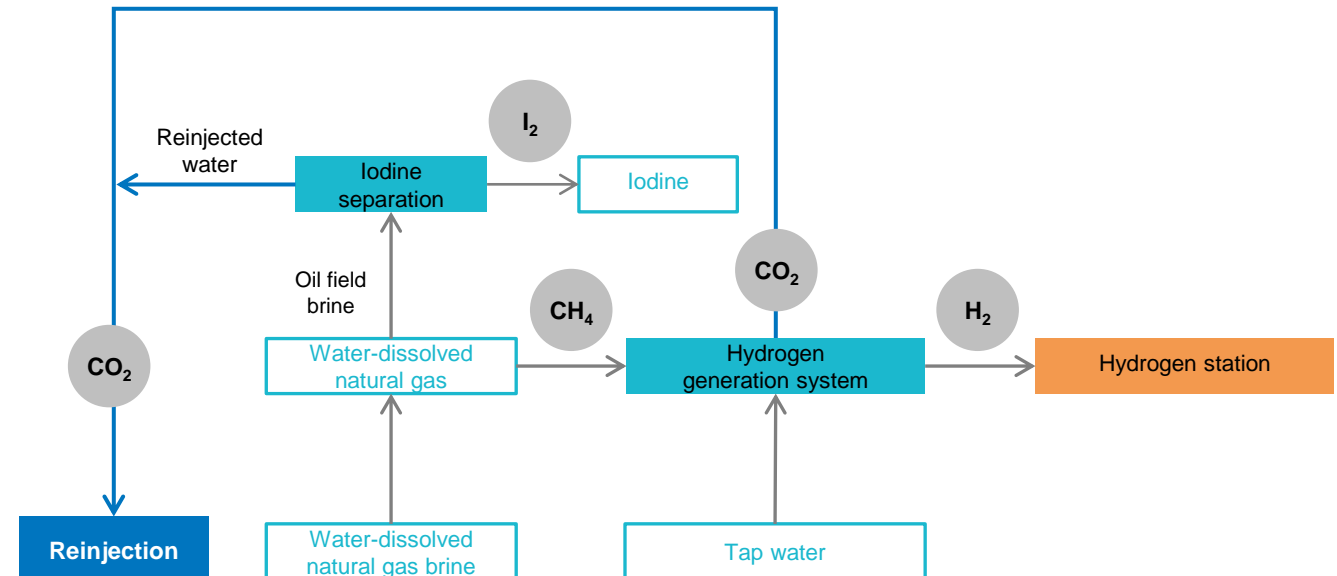 I2
Reinjected
water
Iodine
separation
Iodine
Oil field
brine
CO2
CH4
H2
Water-dissolved
natural gas
Hydrogen
generation system
Hydrogen station
CO2
Reinjection
Water-dissolved
natural gas brine
Tap water